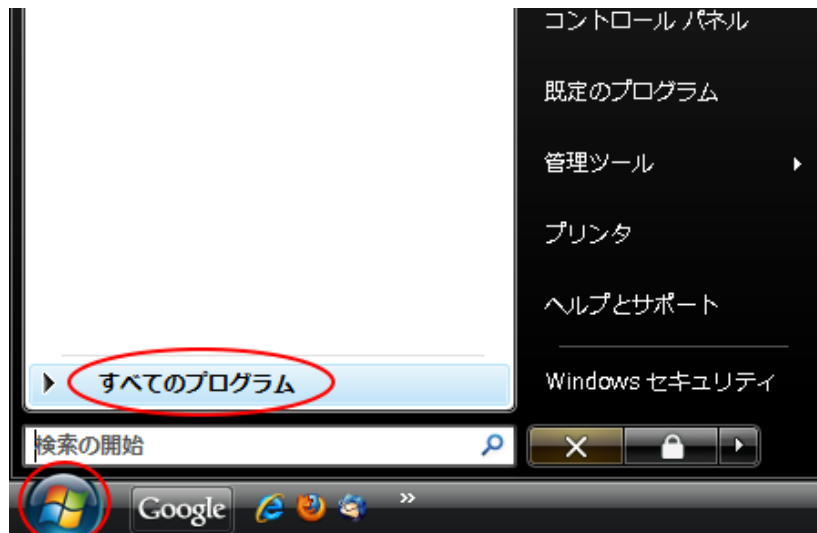 コントロール パネル
既定のプログラム
管理ツール
プリンタ
ヘルプとサポート
すべてのプログラム
Windows セキュリティ
検索の開始
Google